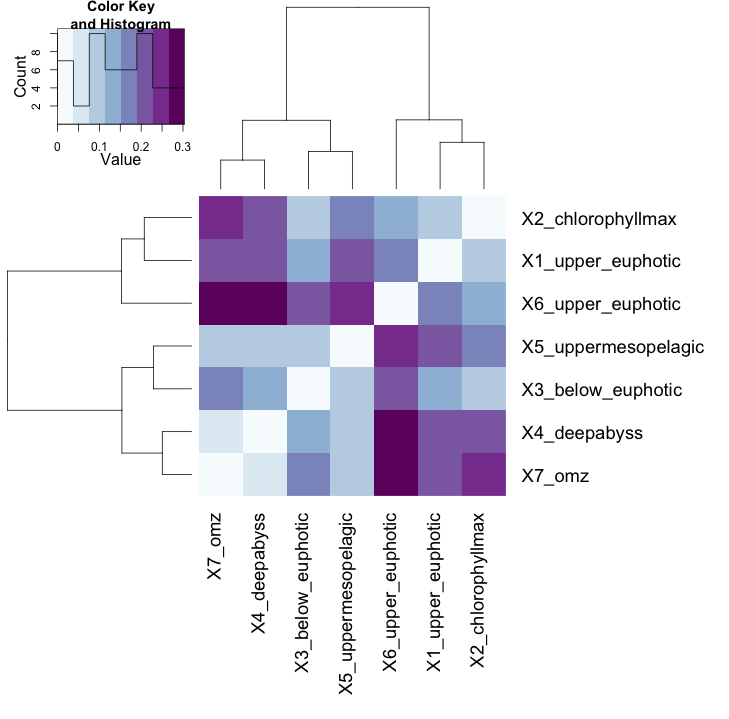 Color Key
and Histogram
Count
2 4 6 8
0 0.1 0.2 0.3
Value
X2_chlorophyllmax
X1_upper_euphotic
X6_upper_euphotic
X5_uppermesopelagic
X3_below_euphotic
X4_deepabyss
X7_omz
X7_omz
X4_deepabyss
X3_below_euphotic
X5_uppermesopelagic
X6_upper_euphotic
X1_upper_euphotic
X2_chlorophyllmax